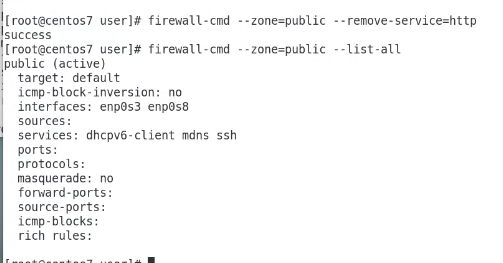 [root@centos7 user]# firewall-cmd --zone=public --remove-service=http
success
[root@centos7 user]# firewall-cmd --zone=public --list-all
public (active)
  target: default
  icmp-block-inversion: no
  interfaces: enp0s3 enp0s8
  sources:
  services: dhcpv6-client mdns ssh
  ports:
  protocols:
  masquerade: no
  forward-ports:
  source-ports:
  icmp-blocks:
  rich rules:
[root@centos7 user]#